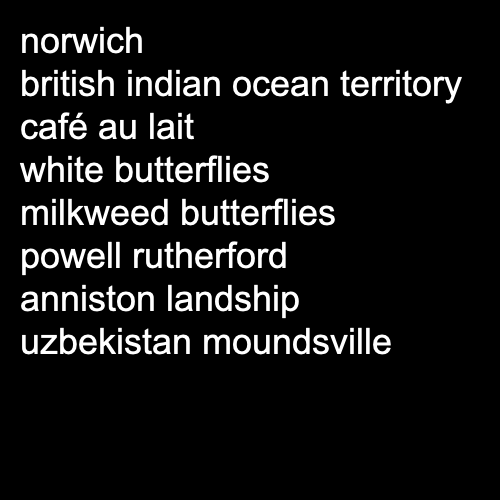 norwich
british indian ocean territory
café au lait
white butterflies
milkweed butterflies
powell rutherford
anniston landship
uzbekistan moundsville